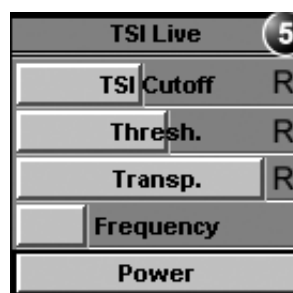 TSI Live 5
TSI Cutoff R
Thresh. R
Transp. R
Frequency
Power